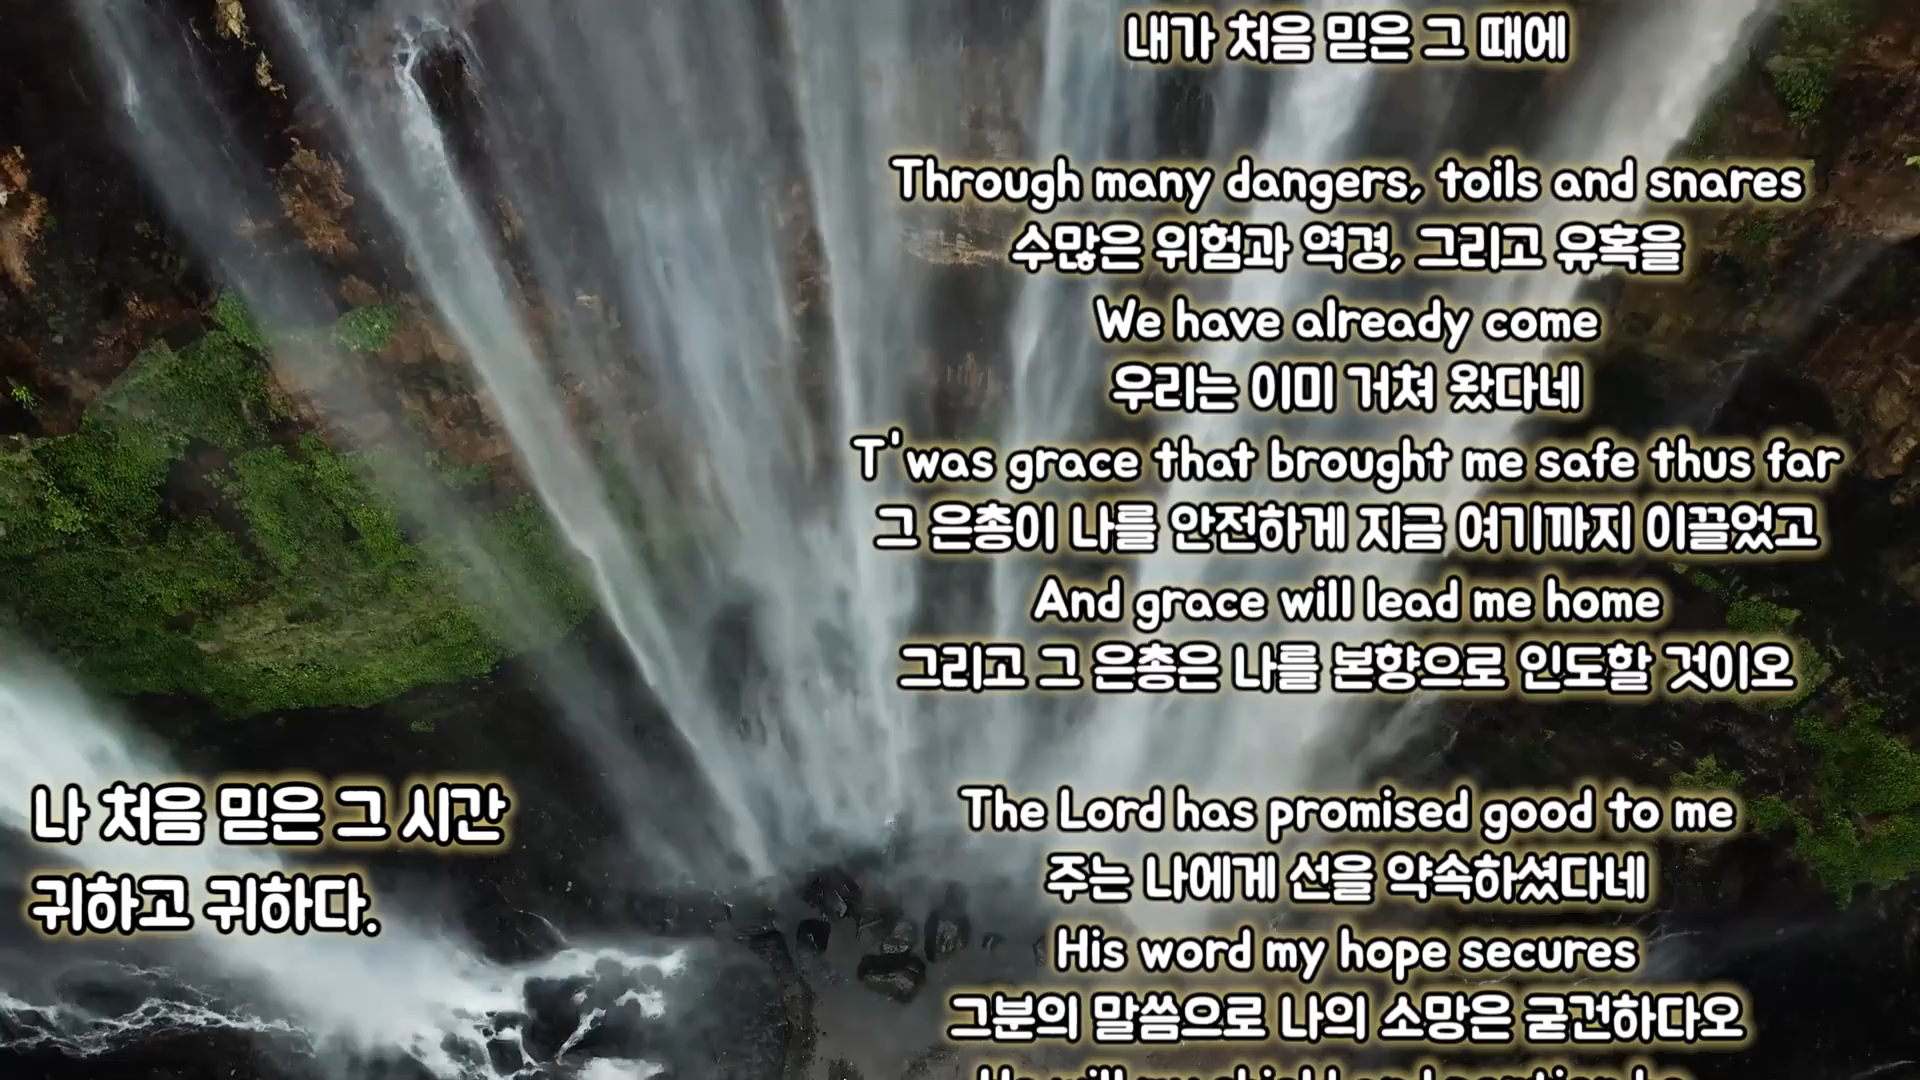 내가 처음 믿은 그 때에
Through many dangers, toils and snares
수많은 위험과 역경, 그리고 유혹을
We have already come
우리는 이미 거쳐 왔다네
T'was grace that brought me safe thus far
그 은총이 나를 안전하게 지금 여기까지 이끌었고
And grace will lead me home
그리고 그 은총은 나를 본향으로 인도할 것이오
The Lord has promised good to me
주는 나에게 선을 약속하셨다네
His word my hope secures
그분의 말씀으로 나의 소망은 굳건하다오
나 처음 믿은 그 시간
귀하고 귀하다.